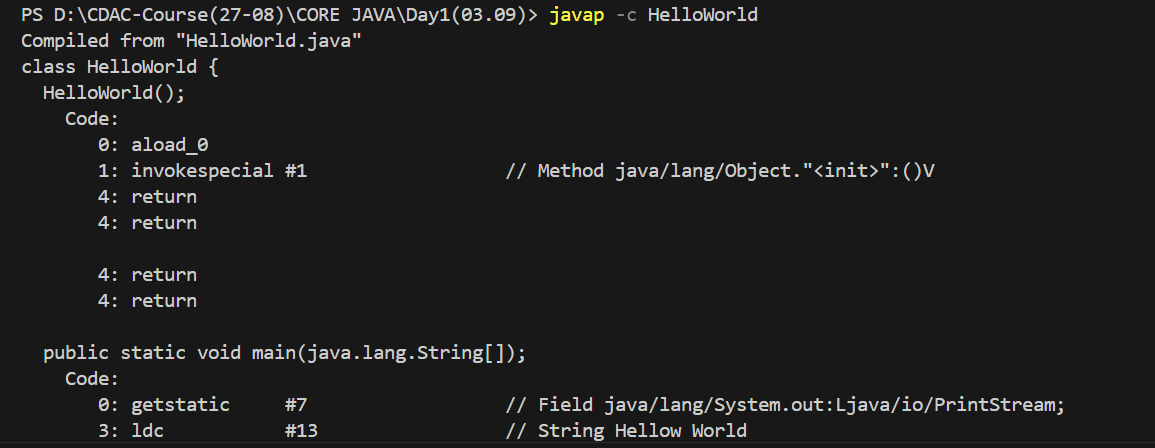 PS D:\CDAC-Course(27-08)\CORE JAVA\Day1(03.09)> javap -c HelloWorld
Compiled from "HelloWorld.java"
class HelloWorld {
  HelloWorld();
    Code:
       0: aload_0
       1: invokespecial #1                  // Method java/lang/Object."<init>":()V
       4: return
       4: return

       4: return
       4: return

  public static void main(java.lang.String[]);
    Code:
       0: getstatic     #7                  // Field java/lang/System.out:Ljava/io/PrintStream;
       3: ldc           #13                 // String Hellow World